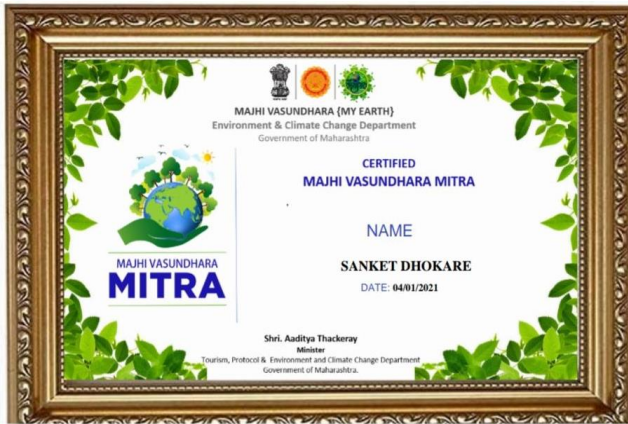 MAJHI VASUNDHARA {MY EARTH}
Environment & Climate Change Department
Government of Maharashtra
CERTIFIED
MAJHI VASUNDHARA MITRA
NAME
SANKET DHOKARE
DATE: 04/01/2021
MAJHI VASUNDHARA
MITRA
Shri. Aaditya Thackeray
Minister
Tourism, Protocol & Environment and Climate Change Department
Government of Maharashtra.